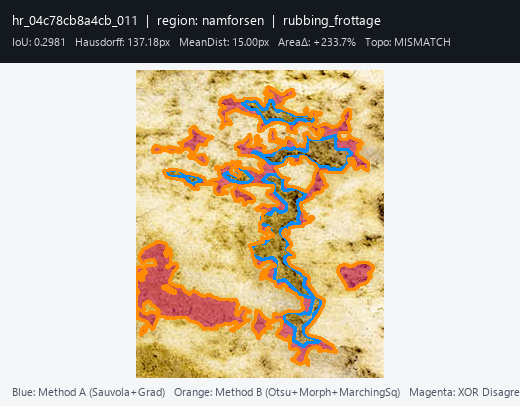 hr_04c78cb8a4cb_011 | region: namforsen | rubbing_frottage
IoU: 0.2981 Hausdorff: 137.18px MeanDist: 15.00px AreaΔ: +233.7% Topo: MISMATCH
Blue: Method A (Sauvola+Grad) Orange: Method B (Otsu+Morph+MarchingSq) Magenta: XOR Disagre